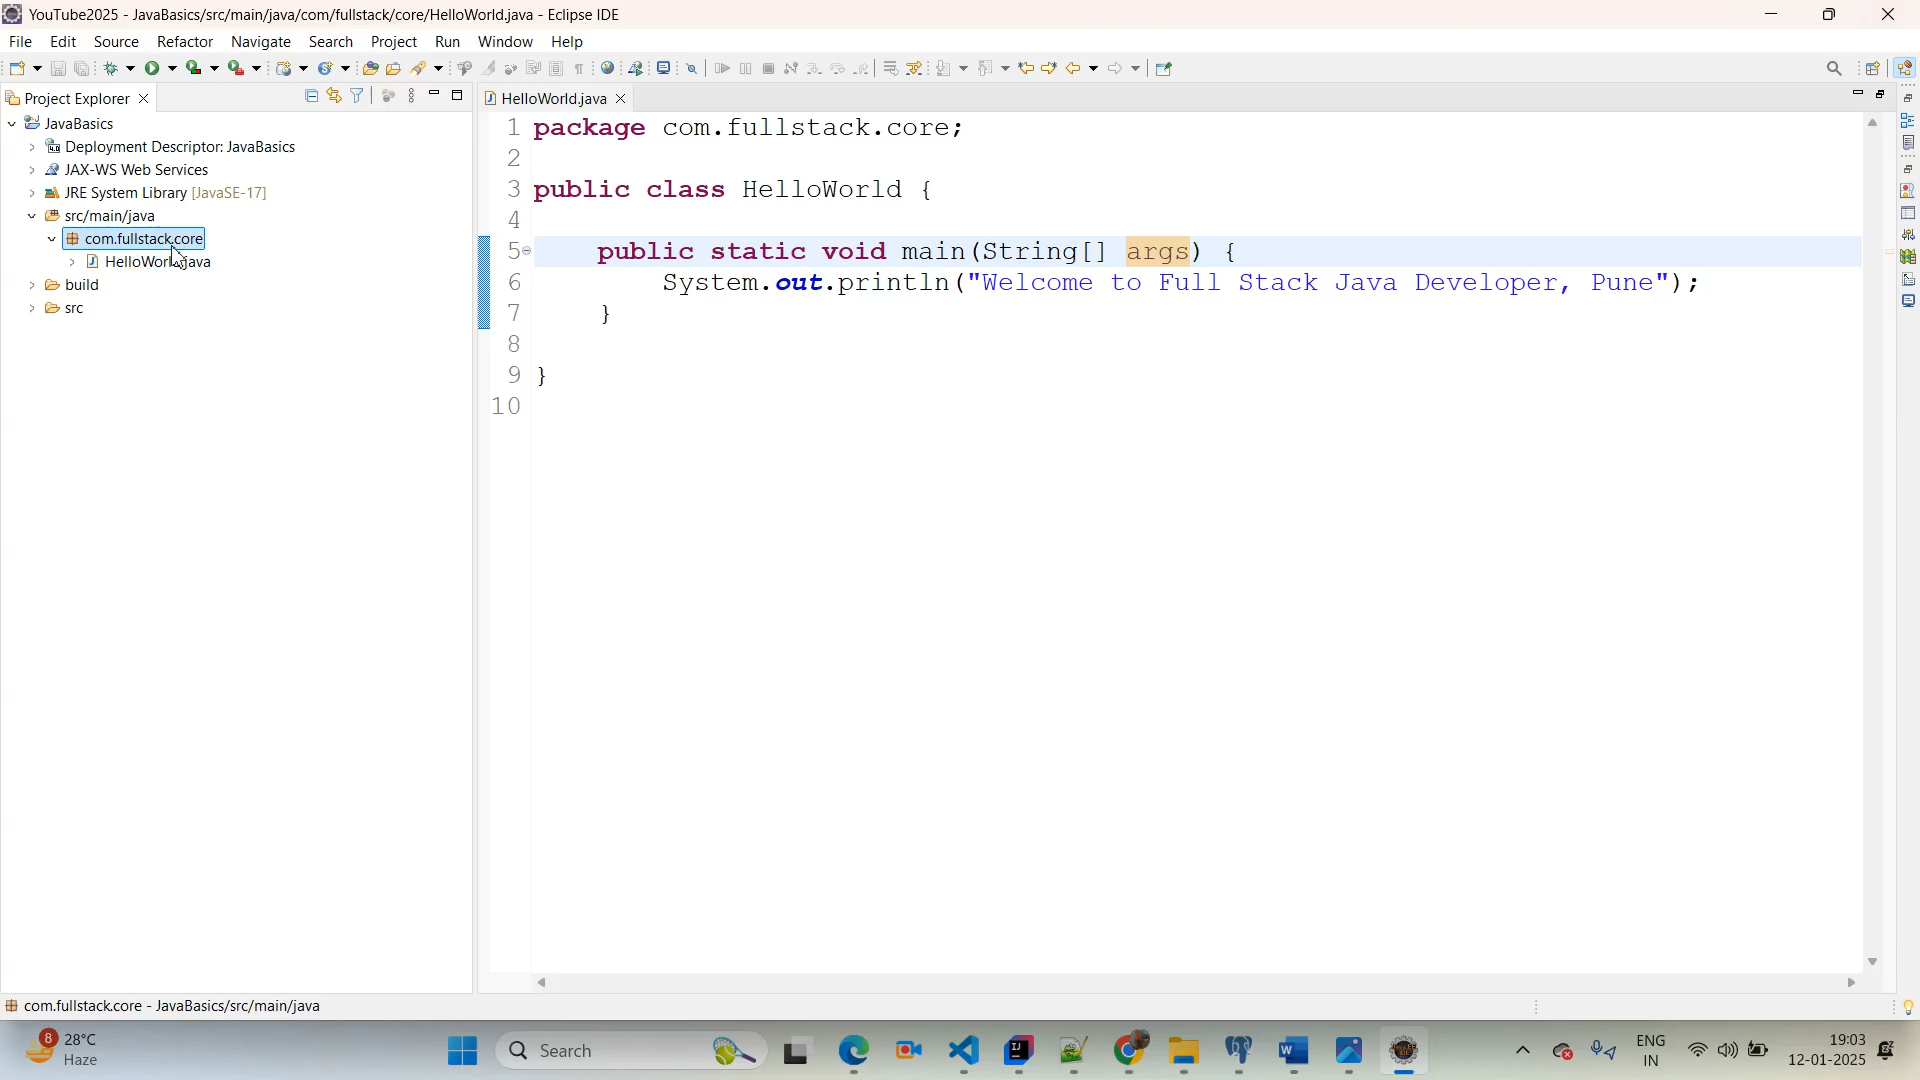 YouTube2025 - JavaBasics/src/main/java/com/fullstack/core/HelloWorld.java - Eclipse IDE
File Edit Source Refactor Navigate Search Project Run Window Help
Project Explorer
HelloWorld.java
JavaBasics
Deployment Descriptor: JavaBasics
JAX-WS Web Services
JRE System Library [JavaSE-17]
src/main/java
com.fullstack.core
HelloWorld.java
build
src
1 package com.fullstack.core;
2
3 public class HelloWorld {
4
5 public static void main(String[] args) {
6 System.out.println("Welcome to Full Stack Java Developer, Pune");
7 }
8
9 }
10
com.fullstack.core - JavaBasics/src/main/java
8
28°C
Haze
Search
ENG
IN
19:03
12-01-2025